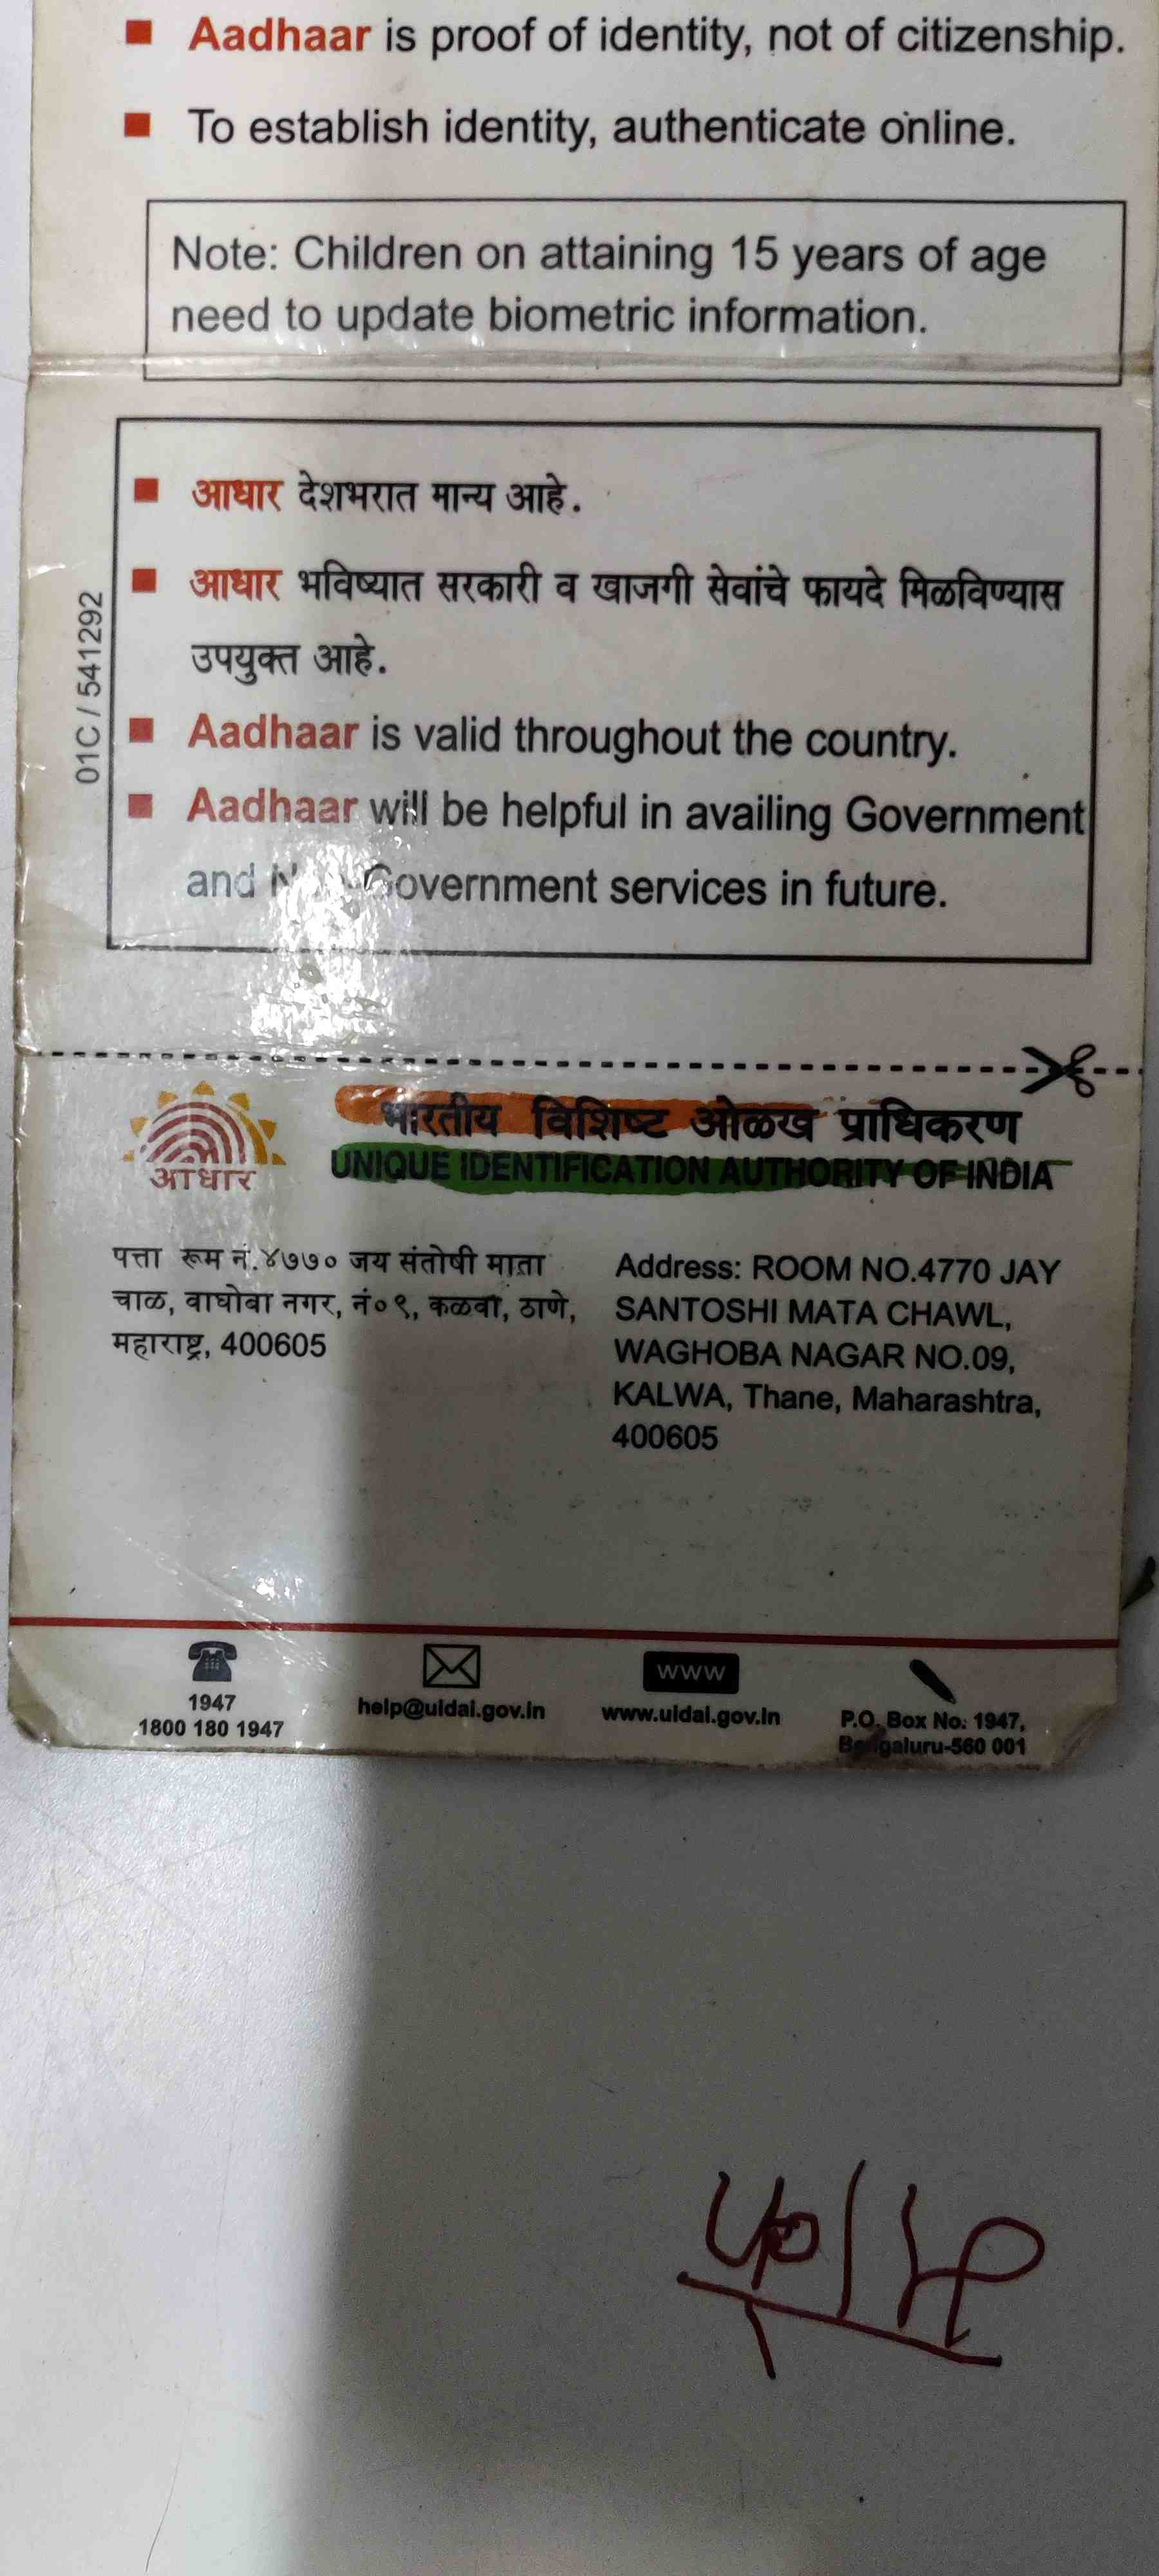 Aadhaar is proof of identity, not of citizenship.
To establish identity, authenticate online.
Note: Children on attaining 15 years of age
need to update biometric information.
आधार देशभरात मान्य आहे.
आधार भविष्यात सरकारी व खाजगी सेवांचे फायदे मिळविण्यास
उपयुक्त आहे.
01C / 541292
Aadhaar is valid throughout the country.
Aadhaar will be helpful in availing Government
and Government services in future.
आधार
भारतीय विशिष्ट ओळख प्राधिकरण
UNIQUE IDENTIFICATION AUTHORITY OF INDIA
पत्ता रूम नं.४७७० जय संतोषी माता
चाळ, वाघोबा नगर, नं०९, कळवा, ठाणे,
महाराष्ट्र, 400605
Address: ROOM NO.4770 JAY
SANTOSHI MATA CHAWL,
WAGHOBA NAGAR NO.09,
KALWA, Thane, Maharashtra,
400605
1947
1800 180 1947
help@uidai.gov.in
www
www.uidai.gov.in
P.O. Box No. 1947,
Bengaluru-560 001